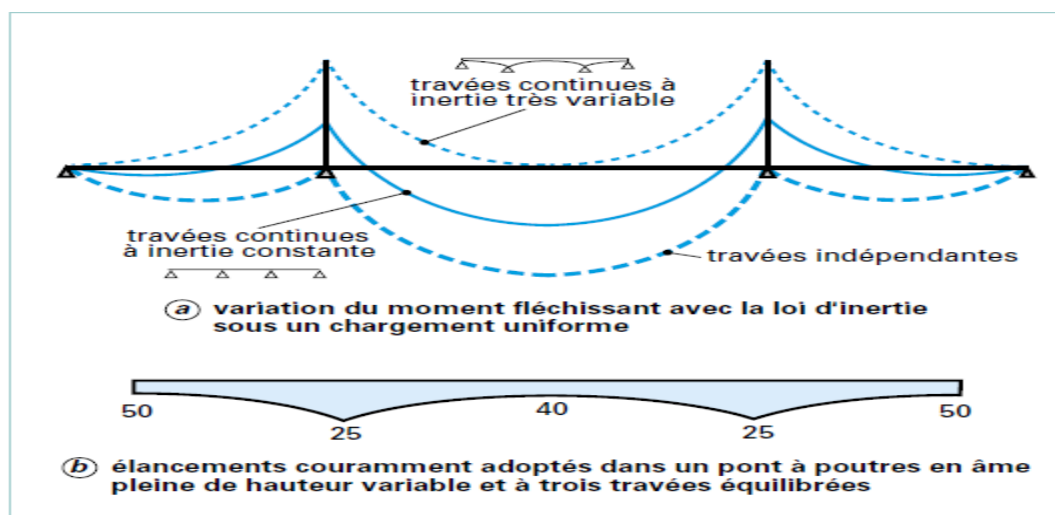 travées continues à
inertie très variable
travées continues
à inertie constante
travées indépendantes
a variation du moment fléchissant avec la loi d'inertie
sous un chargement uniforme
50
25
40
25
50
b élancements couramment adoptés dans un pont à poutres en âme
pleine de hauteur variable et à trois travées équilibrées